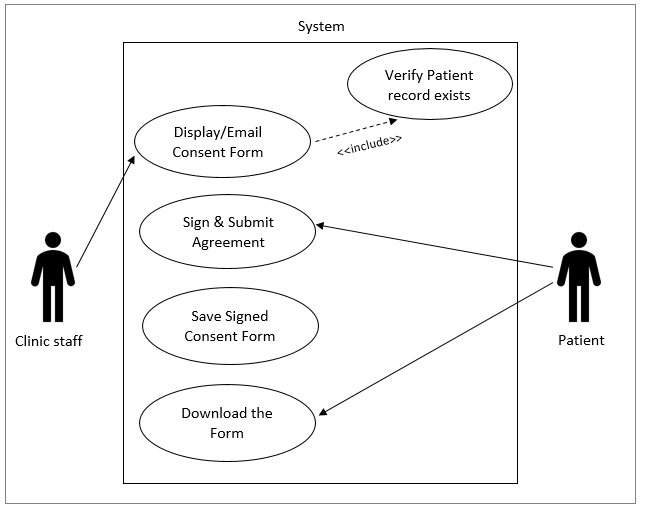 System
Verify Patient
record exists
Display/Email
Consent Form
<<include>>
Sign & Submit
Agreement
Clinic staff
Patient
Save Signed
Consent Form
Download the
Form